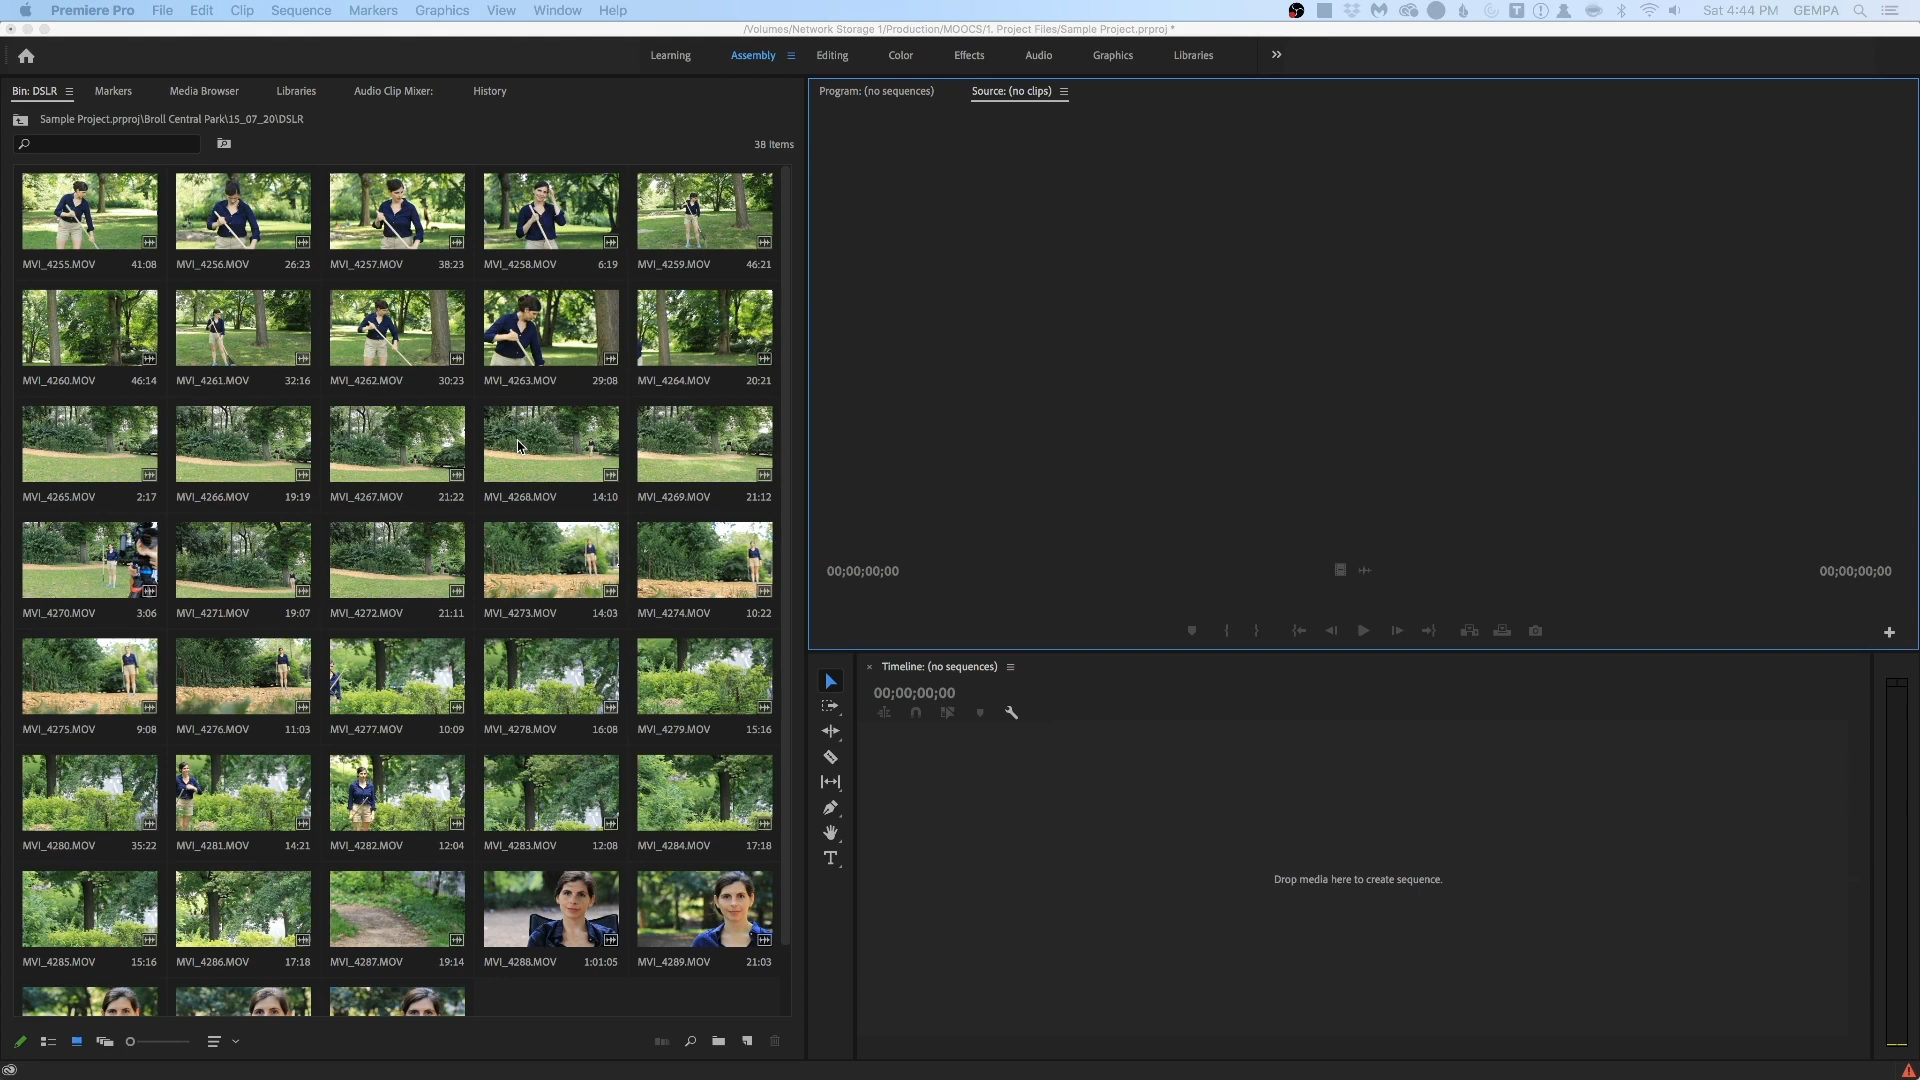 Premiere Pro File Edit Clip Sequence Markers Graphics View Window Help Sat 4:44 PM GEMPA
/Volumes/Network Storage 1/Production/MOOCS/1. Project Files/Sample Project.prproj *
Learning Assembly Editing Color Effects Audio Graphics Libraries
Bin: DSLR Markers Media Browser Libraries Audio Clip Mixer: History
Sample Project.prproj\Broll Central Park\15_07_20\DSLR
38 Items
MVI_4255.MOV 41:08 MVI_4256.MOV 26:23 MVI_4257.MOV 38:23 MVI_4258.MOV 6:19 MVI_4259.MOV 46:21
MVI_4260.MOV 46:14 MVI_4261.MOV 32:16 MVI_4262.MOV 30:23 MVI_4263.MOV 29:08 MVI_4264.MOV 20:21
MVI_4265.MOV 2:17 MVI_4266.MOV 19:19 MVI_4267.MOV 21:22 MVI_4268.MOV 14:10 MVI_4269.MOV 21:12
MVI_4270.MOV 3:06 MVI_4271.MOV 19:07 MVI_4272.MOV 21:11 MVI_4273.MOV 14:03 MVI_4274.MOV 10:22
MVI_4275.MOV 9:08 MVI_4276.MOV 11:03 MVI_4277.MOV 10:09 MVI_4278.MOV 16:08 MVI_4279.MOV 15:16
MVI_4280.MOV 35:22 MVI_4281.MOV 14:21 MVI_4282.MOV 12:04 MVI_4283.MOV 12:08 MVI_4284.MOV 17:18
MVI_4285.MOV 15:16 MVI_4286.MOV 17:18 MVI_4287.MOV 19:14 MVI_4288.MOV 1:01:05 MVI_4289.MOV 21:03
Program: (no sequences) Source: (no clips)
00;00;00;00 00;00;00;00
Timeline: (no sequences)
00;00;00;00
Drop media here to create sequence.